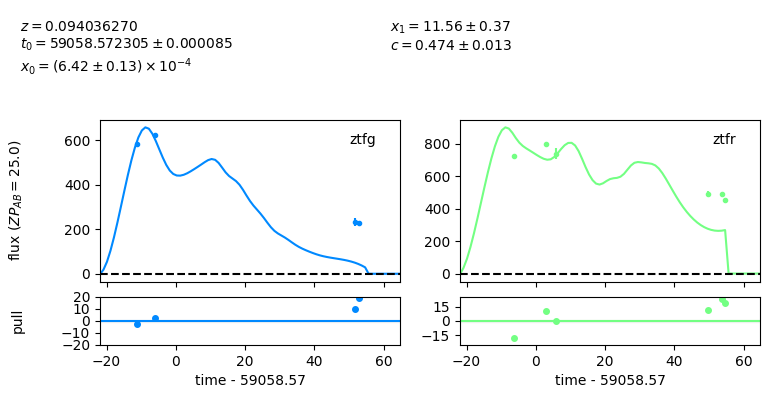 z = 0.094036270
t₀ = 59058.572305 ± 0.000085
x₀ = (6.42 ± 0.13) × 10⁻⁴
x₁ = 11.56 ± 0.37
c = 0.474 ± 0.013
flux (ZP_AB = 25.0)
600
400
200
0
ztfg
800
600
400
200
0
ztfr
pull
20
10
0
−10
−20
−20 0 20 40 60
time - 59058.57
15
0
−15
−20 0 20 40 60
time - 59058.57